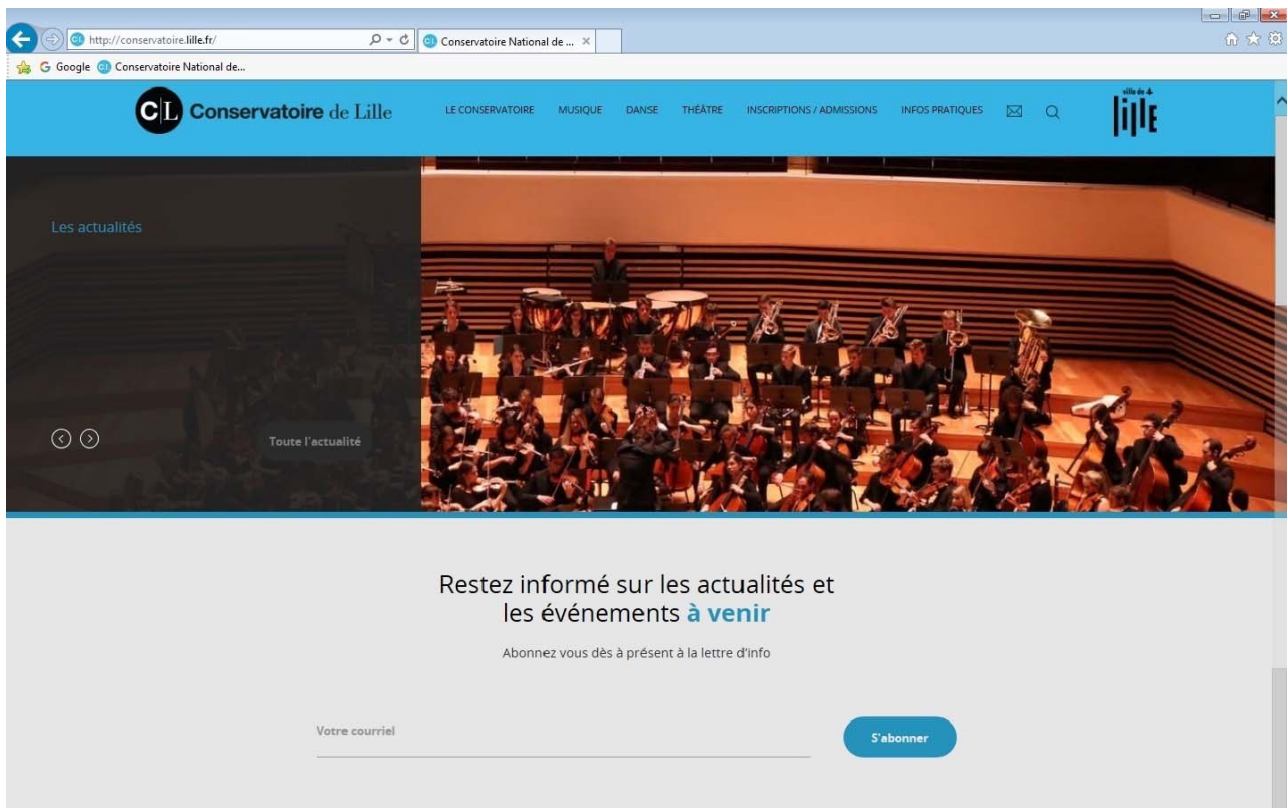 http://conservatoire.lille.fr/
Conservatoire National de ...
Google Conservatoire National de...
CL Conservatoire de Lille
LE CONSERVATOIRE MUSIQUE DANSE THÉÂTRE INSCRIPTIONS / ADMISSIONS INFOS PRATIQUES
ville de
lille
Les actualités
Toute l'actualité
Restez informé sur les actualités et
les événements à venir
Abonnez vous dès à présent à la lettre d'info
Votre courriel
S'abonner